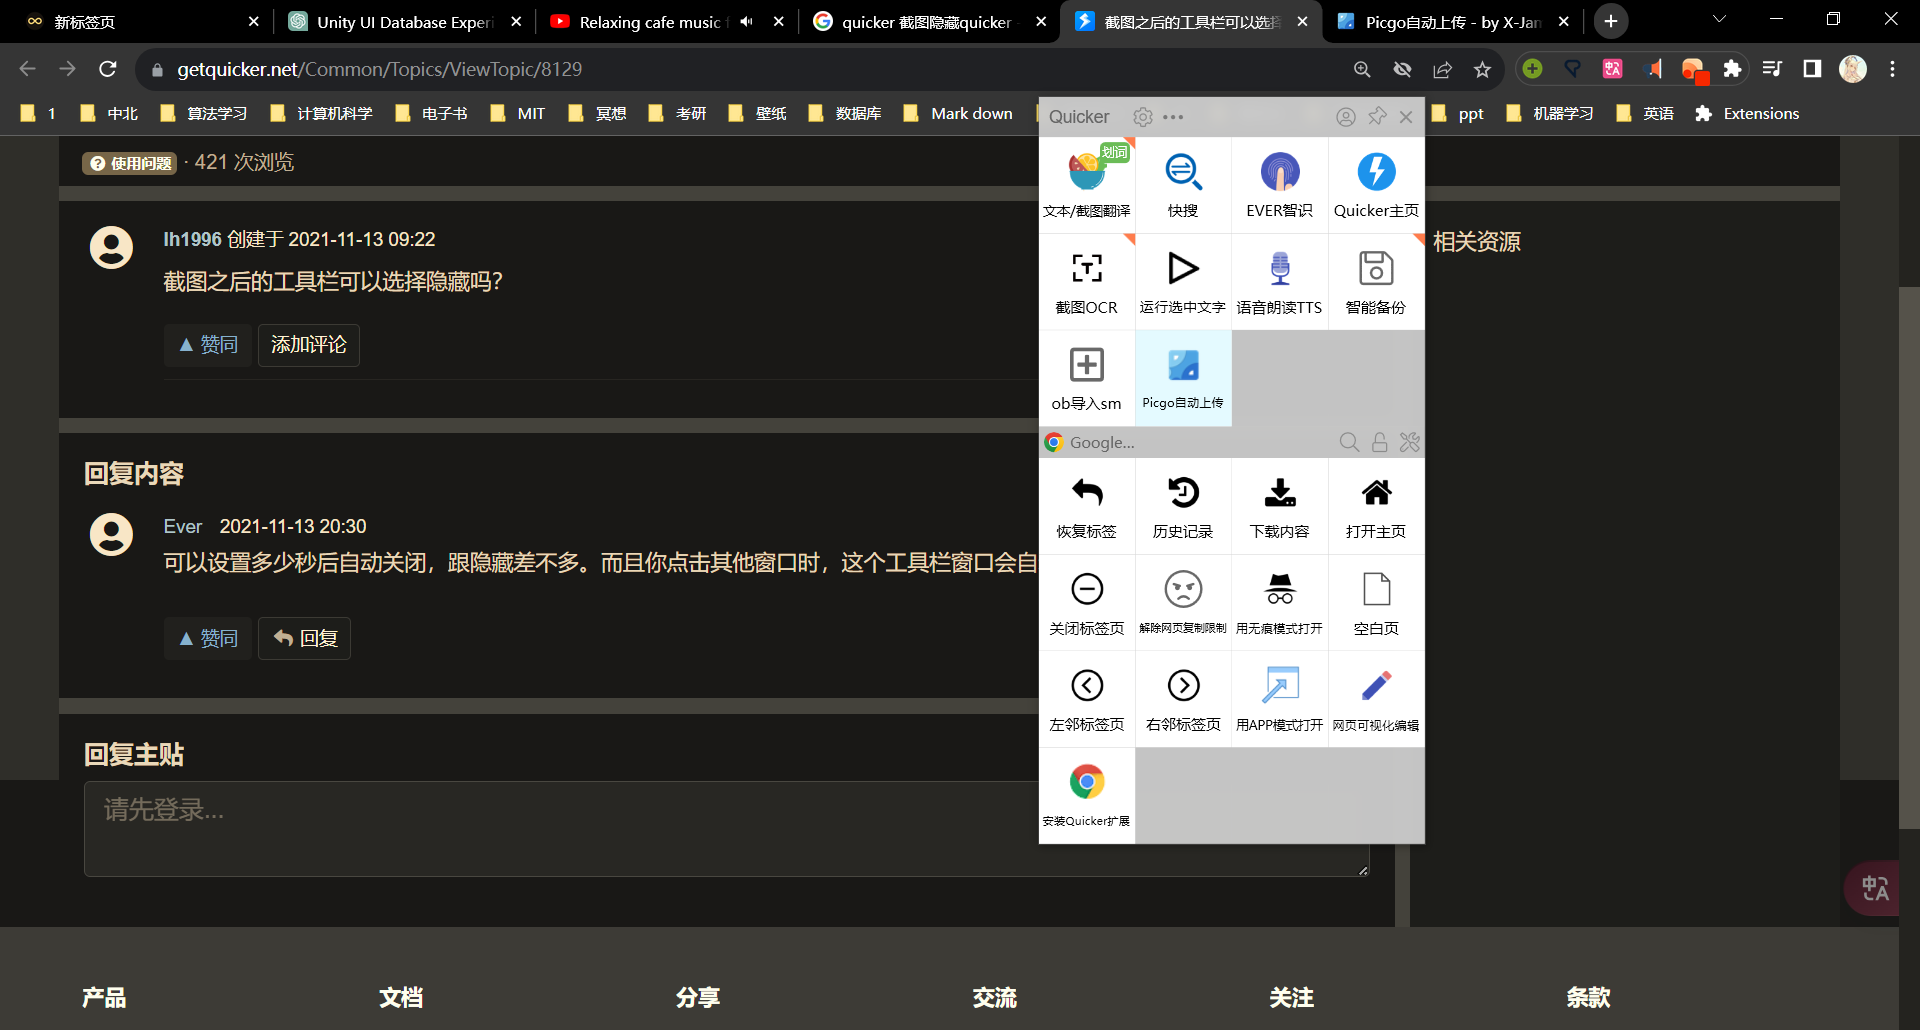 新标签页
Unity UI Database Experi
Relaxing cafe music f
quicker 截图隐藏quicker
截图之后的工具栏可以选择
Picgo自动上传 - by X-Jam
getquicker.net/Common/Topics/ViewTopic/8129
1
中北
算法学习
计算机科学
电子书
MIT
冥想
考研
壁纸
数据库
Mark down
ppt
机器学习
英语
Extensions
使用问题 · 421 次浏览
lh1996 创建于 2021-11-13 09:22
截图之后的工具栏可以选择隐藏吗?
▲ 赞同
添加评论
回复内容
Ever 2021-11-13 20:30
可以设置多少秒后自动关闭，跟隐藏差不多。而且你点击其他窗口时，这个工具栏窗口会自
▲ 赞同
回复
回复主贴
请先登录...
相关资源
Quicker
划词
文本/截图翻译
快搜
EVER智识
Quicker主页
截图OCR
运行选中文字
语音朗读TTS
智能备份
ob导入sm
Picgo自动上传
Google...
恢复标签
历史记录
下载内容
打开主页
关闭标签页
解除网页复制限制
用无痕模式打开
空白页
左邻标签页
右邻标签页
用APP模式打开
网页可视化编辑
安装Quicker扩展
产品
文档
分享
交流
关注
条款